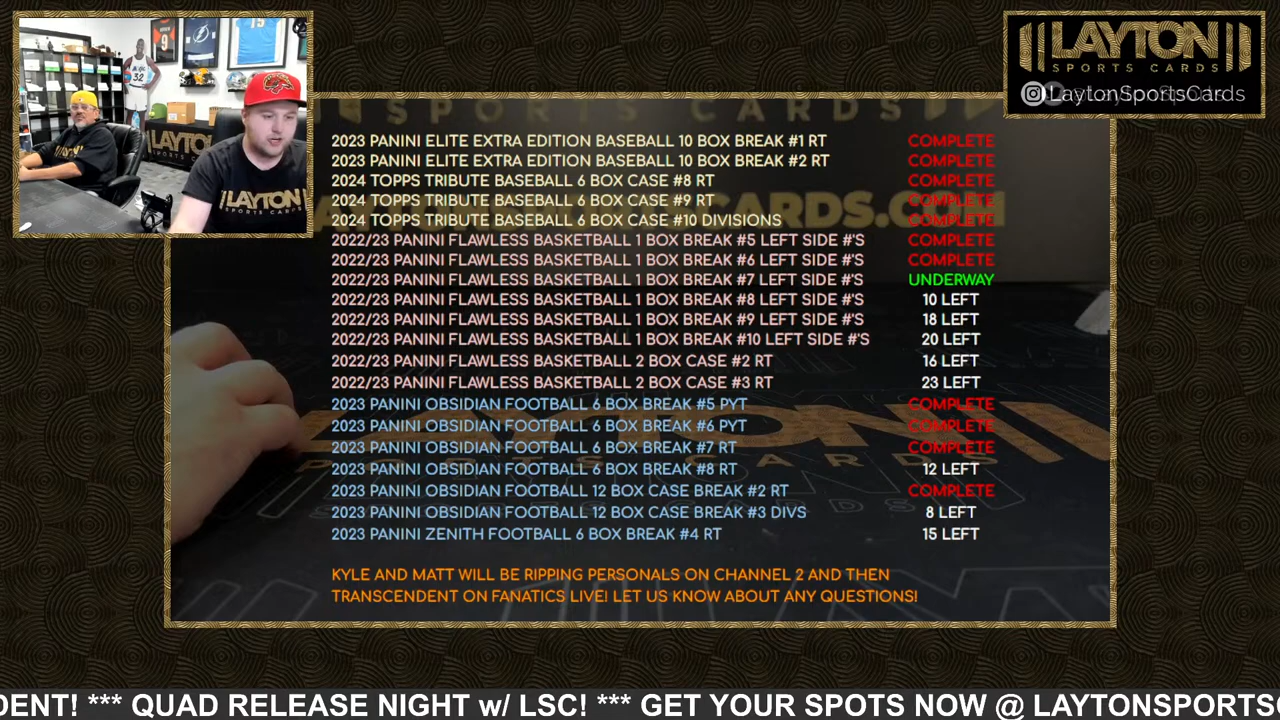 LAYTON
SPORTS CARDS
LaytonSportsCards
2023 PANINI ELITE EXTRA EDITION BASEBALL 10 BOX BREAK #1 RT COMPLETE
2023 PANINI ELITE EXTRA EDITION BASEBALL 10 BOX BREAK #2 RT COMPLETE
2024 TOPPS TRIBUTE BASEBALL 6 BOX CASE #8 RT COMPLETE
2024 TOPPS TRIBUTE BASEBALL 6 BOX CASE #9 RT COMPLETE
2024 TOPPS TRIBUTE BASEBALL 6 BOX CASE #10 DIVISIONS COMPLETE
2022/23 PANINI FLAWLESS BASKETBALL 1 BOX BREAK #5 LEFT SIDE #'S COMPLETE
2022/23 PANINI FLAWLESS BASKETBALL 1 BOX BREAK #6 LEFT SIDE #'S COMPLETE
2022/23 PANINI FLAWLESS BASKETBALL 1 BOX BREAK #7 LEFT SIDE #'S UNDERWAY
2022/23 PANINI FLAWLESS BASKETBALL 1 BOX BREAK #8 LEFT SIDE #'S 10 LEFT
2022/23 PANINI FLAWLESS BASKETBALL 1 BOX BREAK #9 LEFT SIDE #'S 18 LEFT
2022/23 PANINI FLAWLESS BASKETBALL 1 BOX BREAK #10 LEFT SIDE #'S 20 LEFT
2022/23 PANINI FLAWLESS BASKETBALL 2 BOX CASE #2 RT 16 LEFT
2022/23 PANINI FLAWLESS BASKETBALL 2 BOX CASE #3 RT 23 LEFT
2023 PANINI OBSIDIAN FOOTBALL 6 BOX BREAK #5 PYT COMPLETE
2023 PANINI OBSIDIAN FOOTBALL 6 BOX BREAK #6 PYT COMPLETE
2023 PANINI OBSIDIAN FOOTBALL 6 BOX BREAK #7 RT COMPLETE
2023 PANINI OBSIDIAN FOOTBALL 6 BOX BREAK #8 RT 12 LEFT
2023 PANINI OBSIDIAN FOOTBALL 12 BOX CASE BREAK #2 RT COMPLETE
2023 PANINI OBSIDIAN FOOTBALL 12 BOX CASE BREAK #3 DIVS 8 LEFT
2023 PANINI ZENITH FOOTBALL 6 BOX BREAK #4 RT 15 LEFT
KYLE AND MATT WILL BE RIPPING PERSONALS ON CHANNEL 2 AND THEN
TRANSCENDENT ON FANATICS LIVE! LET US KNOW ABOUT ANY QUESTIONS!
DENT! *** QUAD RELEASE NIGHT w/ LSC! *** GET YOUR SPOTS NOW @ LAYTONSPORTS